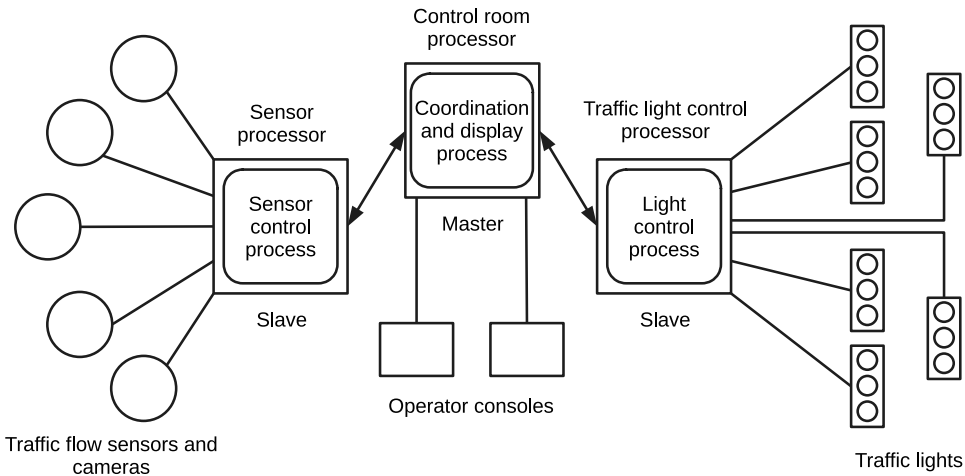 Control room
processor
Sensor
processor
Coordination
and display
process
Traffic light control
processor
Sensor
control
process
Master
Light
control
process
Slave
Slave
Operator consoles
Traffic flow sensors and
cameras
Traffic lights